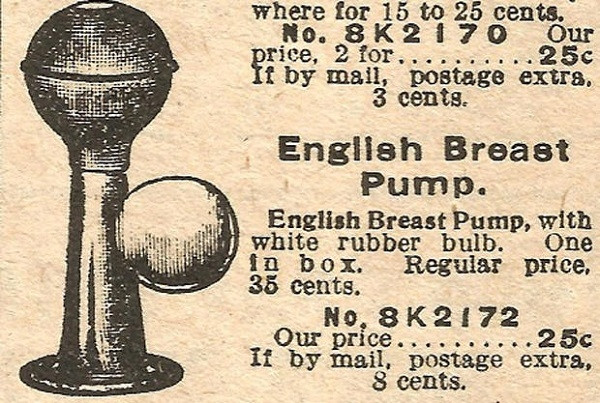 where for 15 to 25 cents.
No. 8K2170 Our
price, 2 for..........25c
If by mail, postage extra,
3 cents.
English Breast
Pump.
English Breast Pump, with
white rubber bulb. One
in box. Regular price,
35 cents.
No. 8K2172
Our price..........25c
If by mail, postage extra,
8 cents.